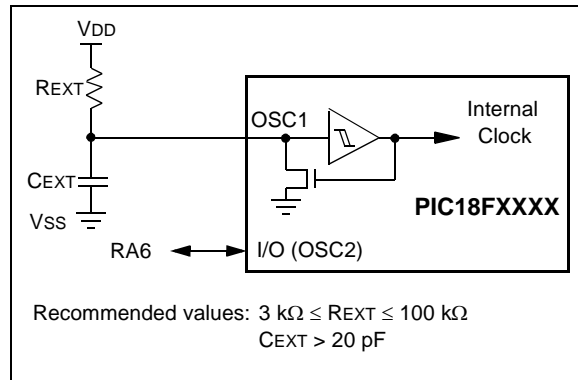 VDD
REXT
OSC1
Internal
Clock
CEXT
PIC18FXXXX
VSS
RA6
I/O (OSC2)
Recommended values: 3 kΩ ≤ REXT ≤ 100 kΩ
CEXT > 20 pF